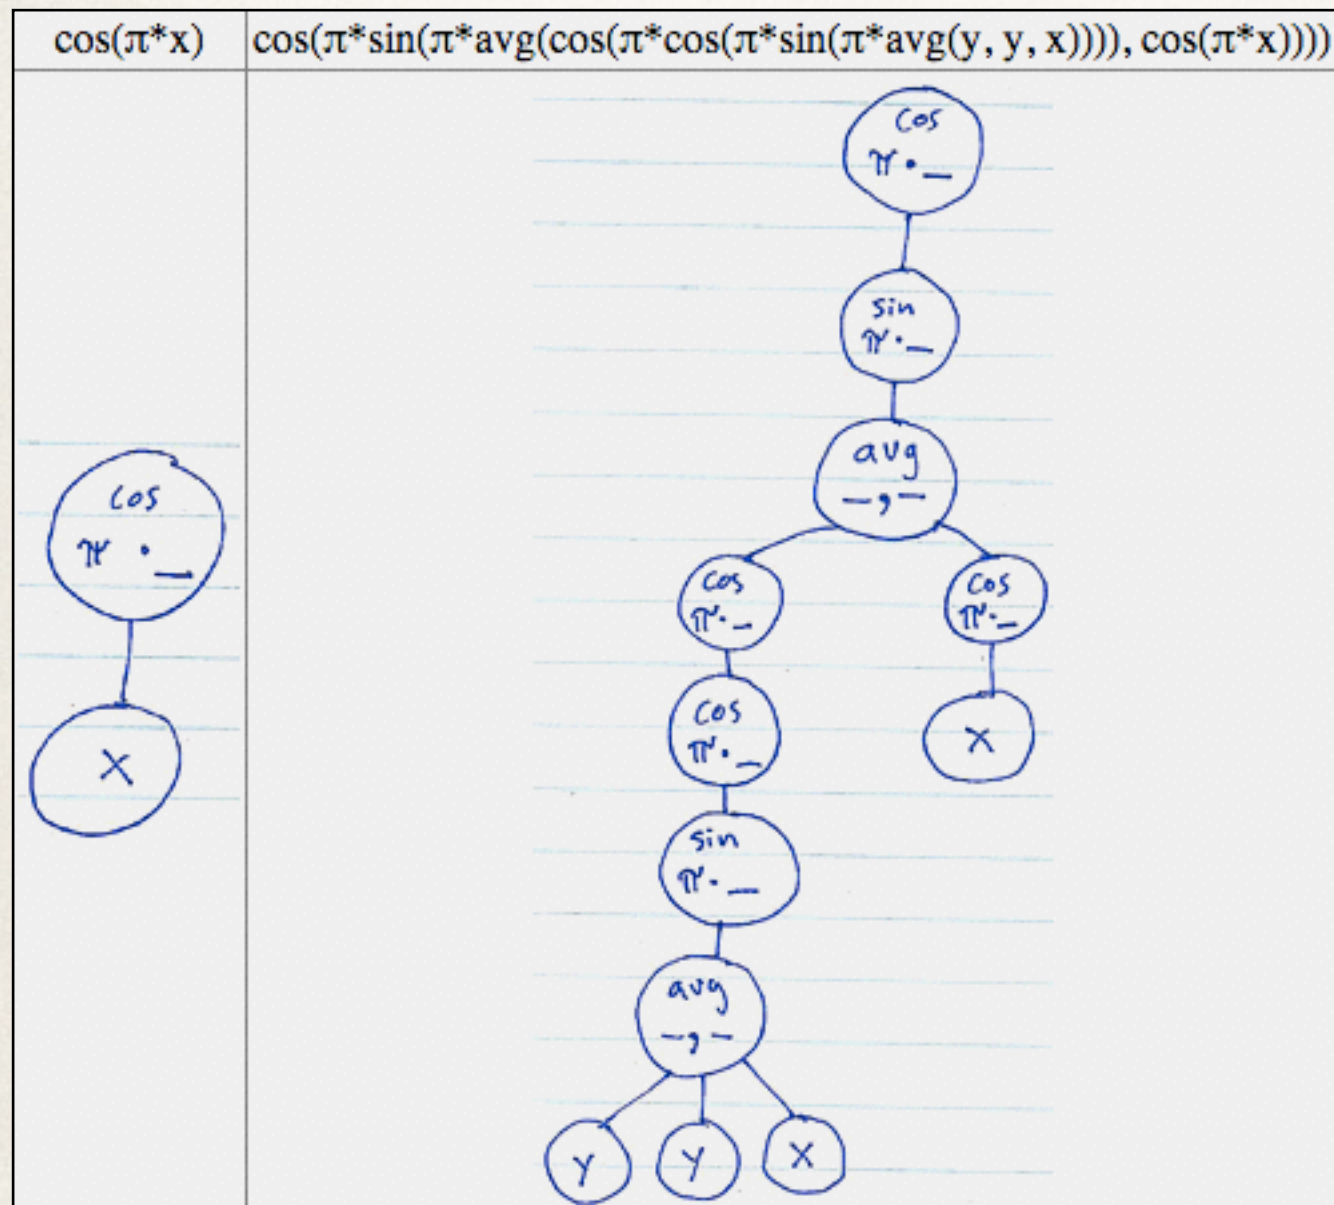 cos(π*x)
cos(π*sin(π*avg(cos(π*cos(π*sin(π*avg(y, y, x)))), cos(π*x))))
cos
π·_
x
cos
π·_
sin
π·_
avg
_,_
cos
π·_
cos
π·_
cos
π·_
x
sin
π·_
avg
_,_
y
y
x